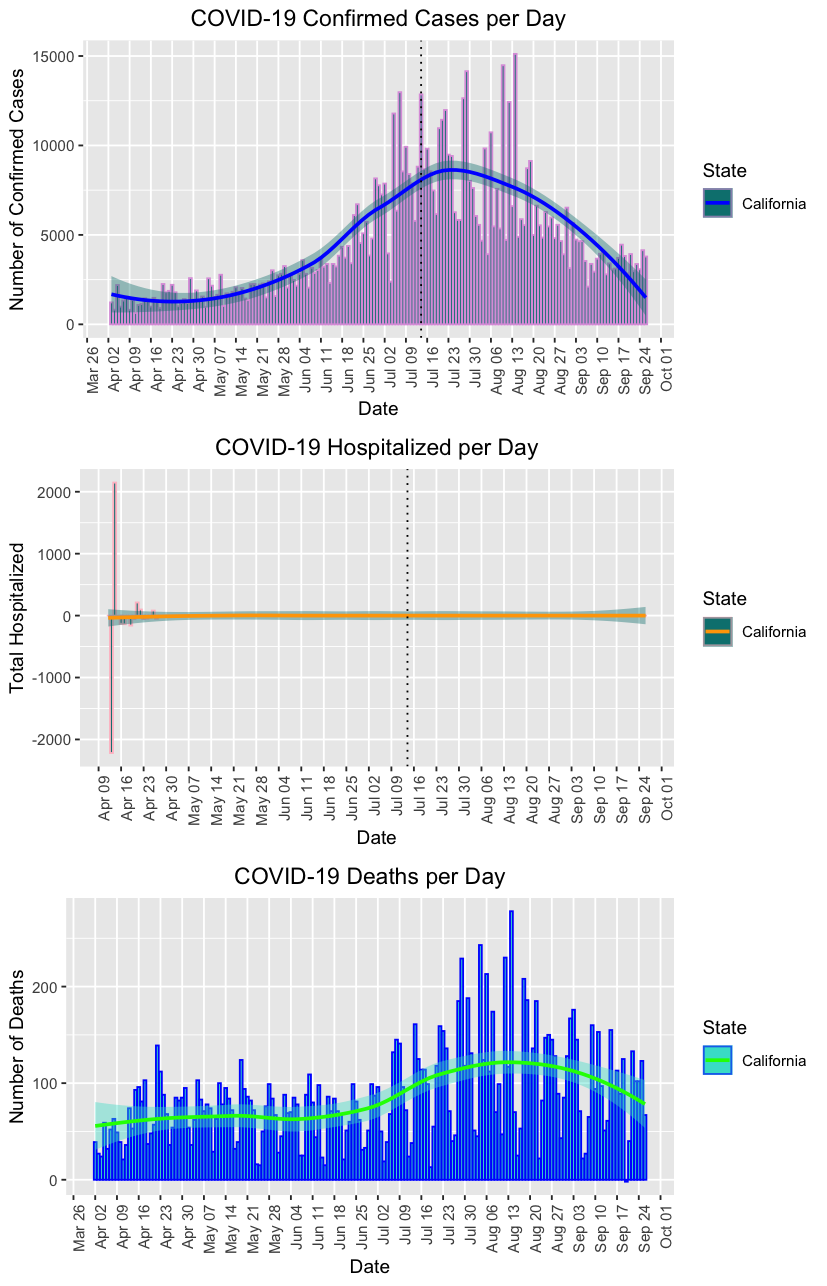 COVID-19 Confirmed Cases per Day
Number of Confirmed Cases
15000
10000
5000
0
Mar 26
Apr 02
Apr 09
Apr 16
Apr 23
Apr 30
May 07
May 14
May 21
May 28
Jun 04
Jun 11
Jun 18
Jun 25
Jul 02
Jul 09
Jul 16
Jul 23
Jul 30
Aug 06
Aug 13
Aug 20
Aug 27
Sep 03
Sep 10
Sep 17
Sep 24
Oct 01
Date
State
California
COVID-19 Hospitalized per Day
Total Hospitalized
2000
1000
0
-1000
-2000
Apr 09
Apr 16
Apr 23
Apr 30
May 07
May 14
May 21
May 28
Jun 04
Jun 11
Jun 18
Jun 25
Jul 02
Jul 09
Jul 16
Jul 23
Jul 30
Aug 06
Aug 13
Aug 20
Aug 27
Sep 03
Sep 10
Sep 17
Sep 24
Oct 01
Date
State
California
COVID-19 Deaths per Day
Number of Deaths
200
100
0
Mar 26
Apr 02
Apr 09
Apr 16
Apr 23
Apr 30
May 07
May 14
May 21
May 28
Jun 04
Jun 11
Jun 18
Jun 25
Jul 02
Jul 09
Jul 16
Jul 23
Jul 30
Aug 06
Aug 13
Aug 20
Aug 27
Sep 03
Sep 10
Sep 17
Sep 24
Oct 01
Date
State
California